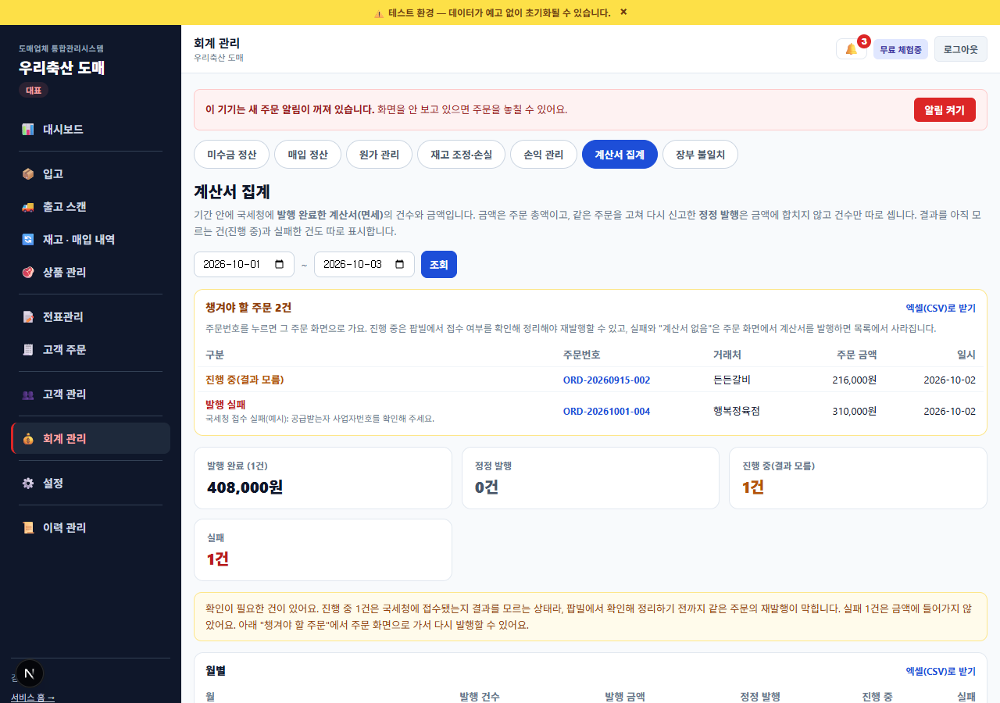 ⚠️ 테스트 환경 — 데이터가 예고 없이 초기화될 수 있습니다. ×
도매업체 통합관리시스템
우리축산 도매
대표
대시보드
입고
출고 스캔
재고 · 매입 내역
상품 관리
전표관리
고객 주문
고객 관리
회계 관리
설정
이력 관리
N
서비스 홈 →
회계 관리
우리축산 도매
3
무료 체험중
로그아웃
이 기기는 새 주문 알림이 꺼져 있습니다. 화면을 안 보고 있으면 주문을 놓칠 수 있어요.
알림 켜기
미수금 정산 매입 정산 원가 관리 재고 조정·손실 손익 관리 계산서 집계 장부 불일치
계산서 집계
기간 안에 국세청에 발행 완료한 계산서(면세)의 건수와 금액입니다. 금액은 주문 총액이고, 같은 주문을 고쳐 다시 신고한 정정 발행은 금액에 합치지 않고 건수만 따로 셉니다. 결과를 아직 모
르는 건(진행 중)과 실패한 건도 따로 표시합니다.
2026-10-01 ~ 2026-10-03 조회
챙겨야 할 주문 2건
엑셀(CSV)로 받기
주문번호를 누르면 그 주문 화면으로 가요. 진행 중은 팝빌에서 접수 여부를 확인해 정리해야 재발행할 수 있고, 실패와 "계산서 없음"은 주문 화면에서 계산서를 발행하면 목록에서 사라집니다.
구분 주문번호 거래처 주문 금액 일시
진행 중(결과 모름) ORD-20260915-002 든든갈비 216,000원 2026-10-02
발행 실패
국세청 접수 실패(예시): 공급받는자 사업자번호를 확인해 주세요.
ORD-20261001-004 행복정육점 310,000원 2026-10-02
발행 완료 (1건)
408,000원
정정 발행
0건
진행 중(결과 모름)
1건
실패
1건
확인이 필요한 건이 있어요. 진행 중 1건은 국세청에 접수됐는지 결과를 모르는 상태라, 팝빌에서 확인해 정리하기 전까지 같은 주문의 재발행이 막힙니다. 실패 1건은 금액에 들어가지 않
았어요. 아래 "챙겨야 할 주문"에서 주문 화면으로 가서 다시 발행할 수 있어요.
월별
엑셀(CSV)로 받기
월 발행 건수 발행 금액 정정 발행 진행 중 실패